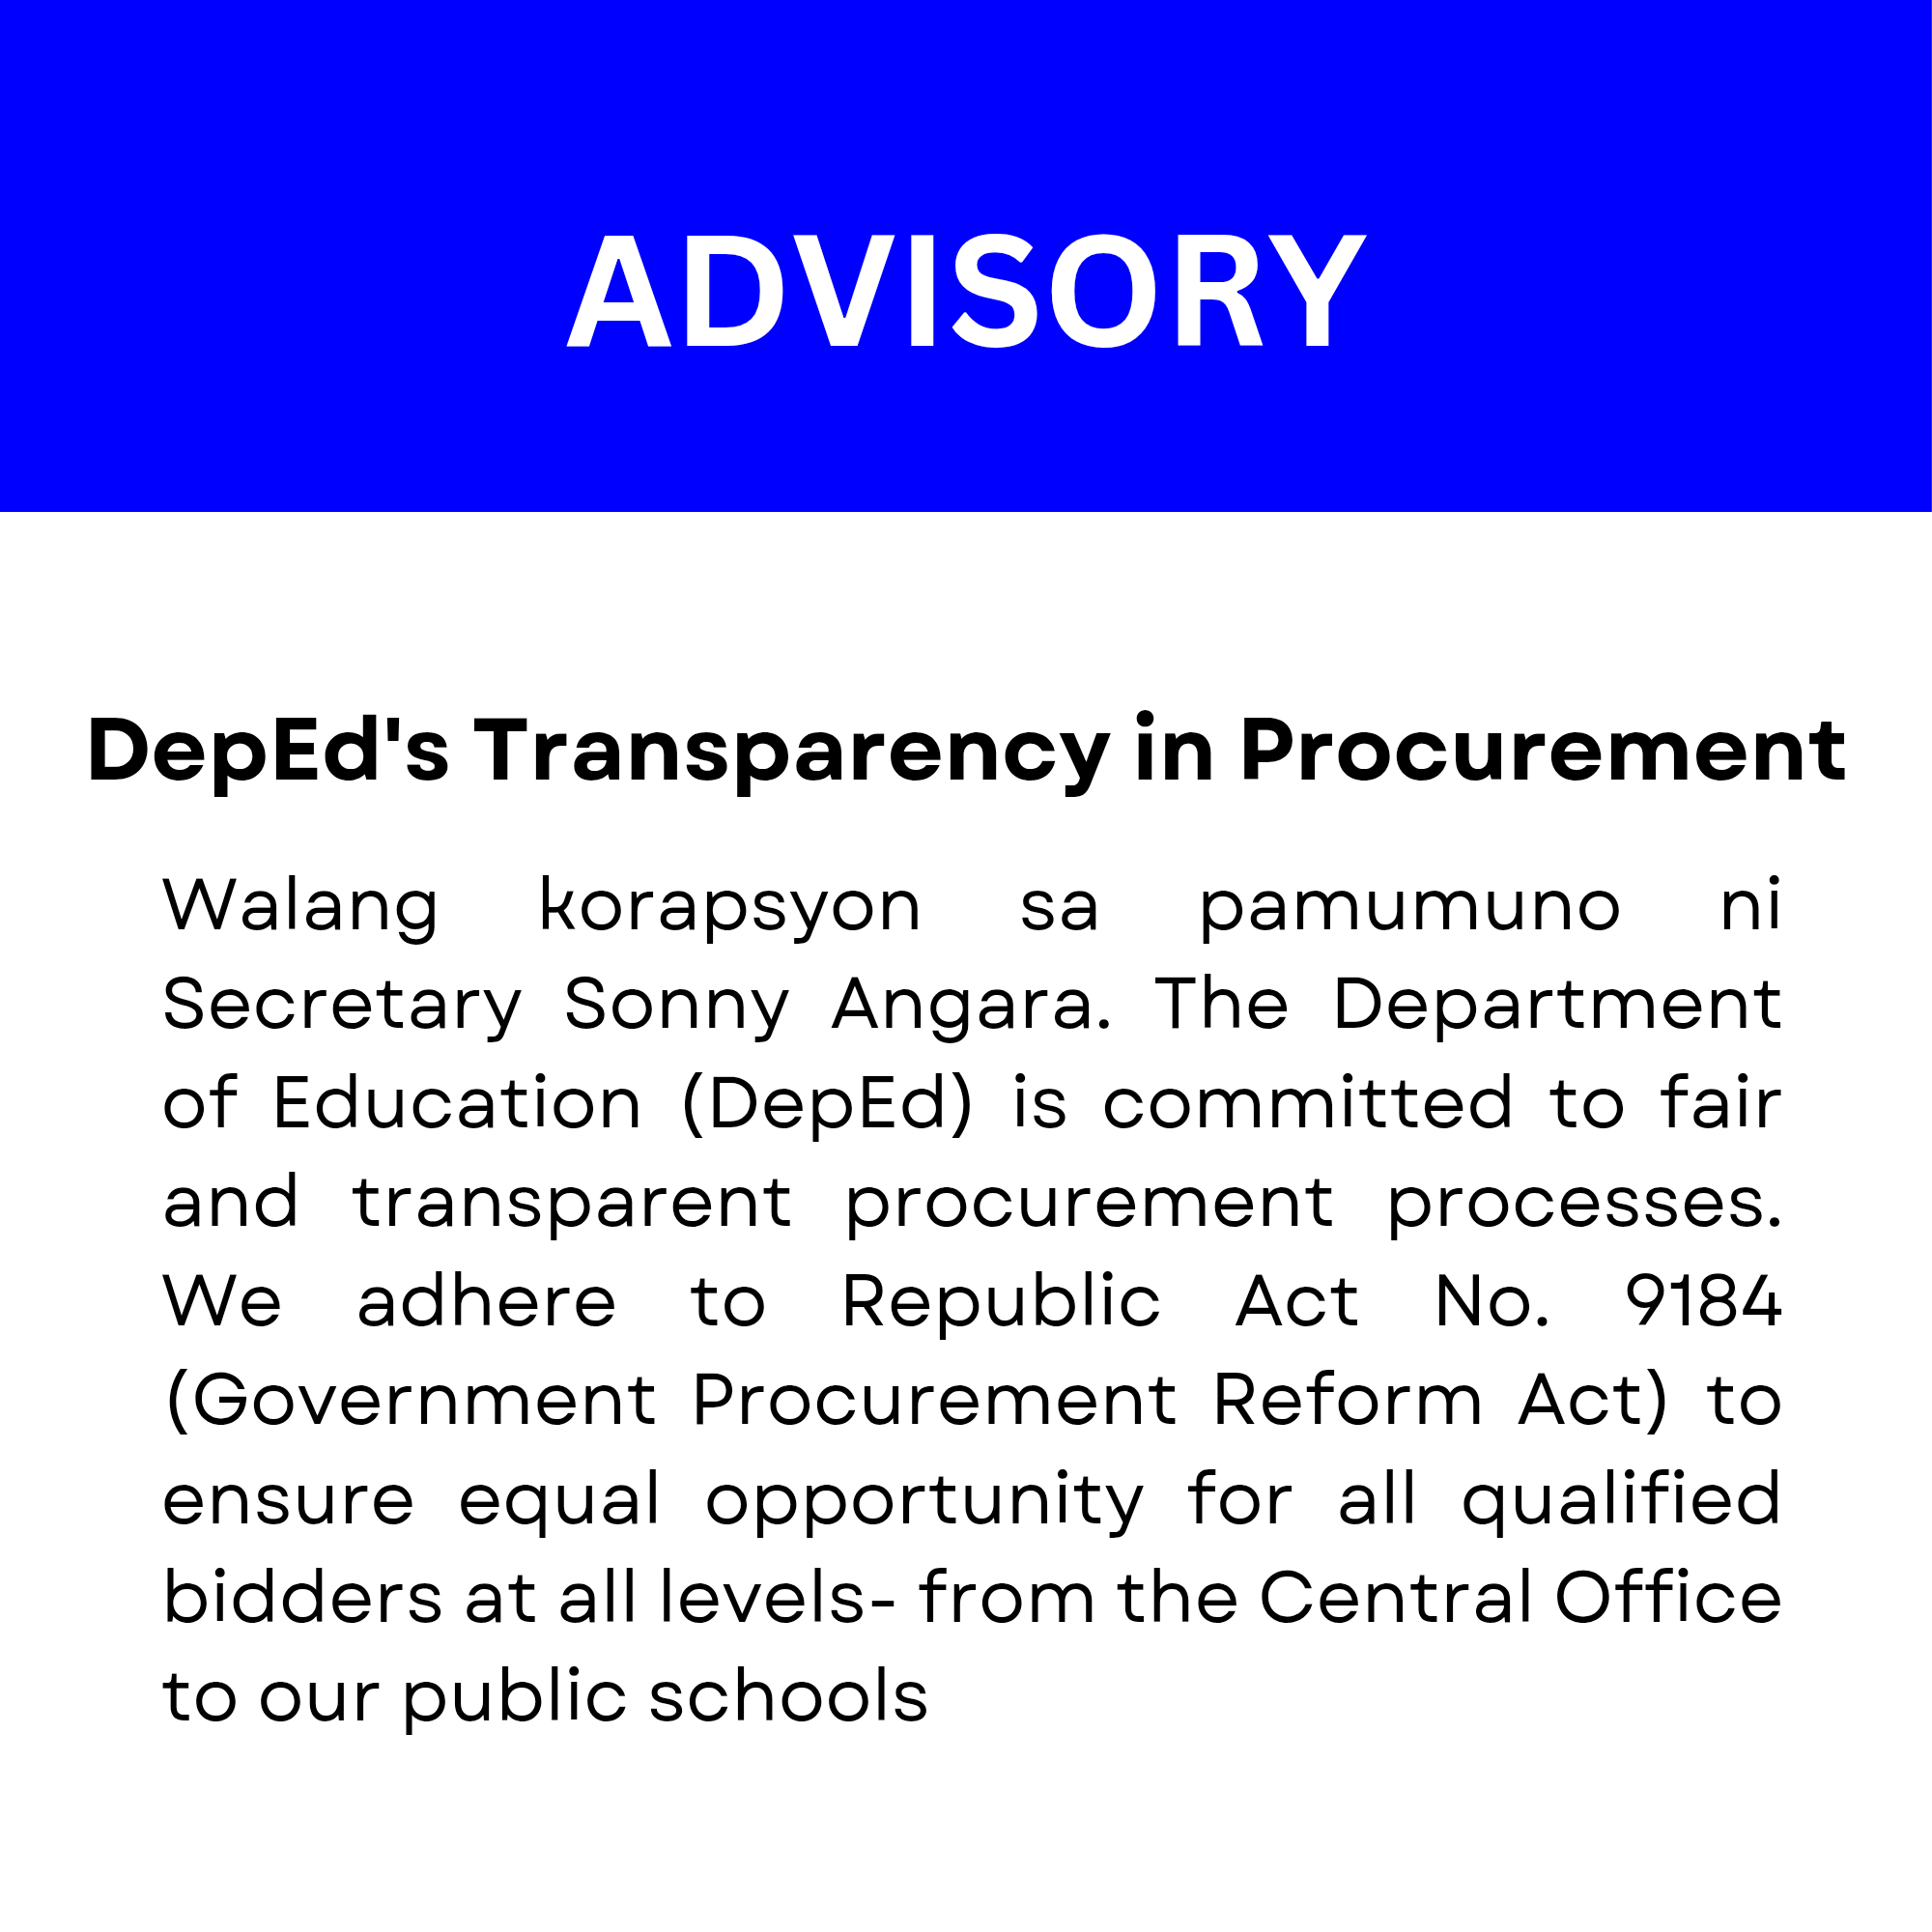 ADVISORY
DepEd's Transparency in Procurement
Walang korapsyon sa pamumuno ni
Secretary Sonny Angara. The Department
of Education (DepEd) is committed to fair
and transparent procurement processes.
We adhere to Republic Act No. 9184
(Government Procurement Reform Act) to
ensure equal opportunity for all qualified
bidders at all levels- from the Central Office
to our public schools